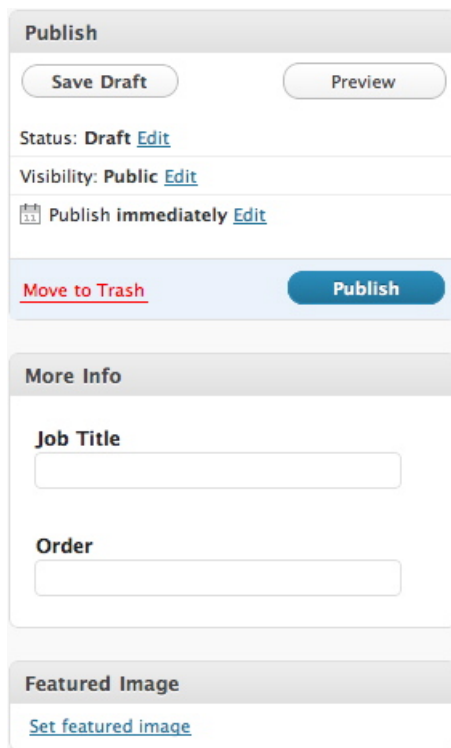 Publish
Save Draft Preview
Status: Draft Edit
Visibility: Public Edit
11 Publish immediately Edit
Move to Trash Publish
More Info
Job Title
Order
Featured Image
Set featured image